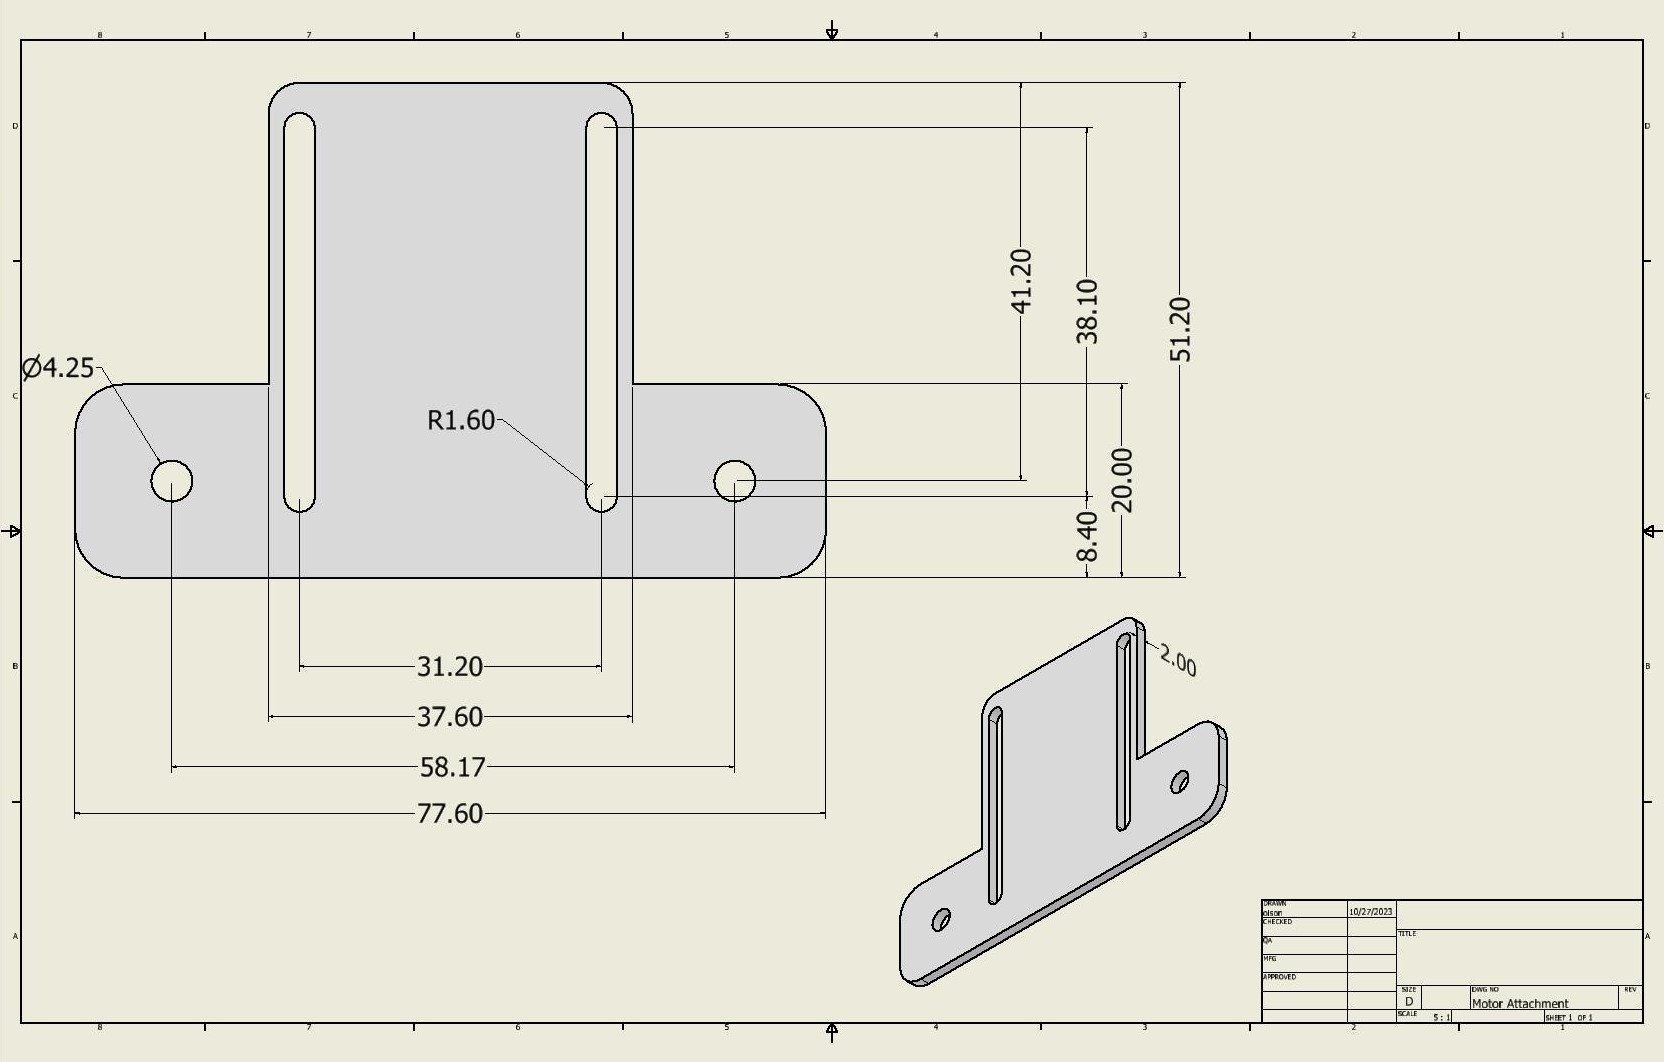 8 7 6 5 4 3 2 1
D D
C C
B B
A A
41.20
38.10
51.20
Ø4.25
R1.60
20.00
8.40
31.20
37.60
58.17
77.60
2.00
DRAWN
olson 10/27/2023
CHECKED
QA
MFG
APPROVED
TITLE
SIZE
D
DWG NO
Motor Attachment
REV
SCALE 5 : 1
SHEET 1 OF 1
8 7 6 5 4 3 2 1